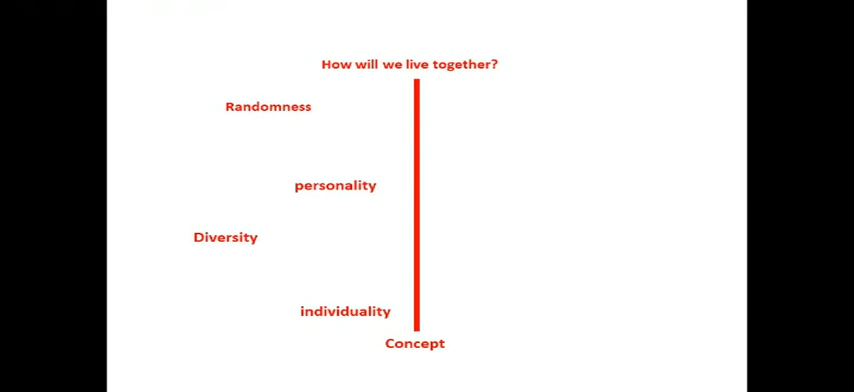 How will we live together?
Randomness
personality
Diversity
individuality
Concept